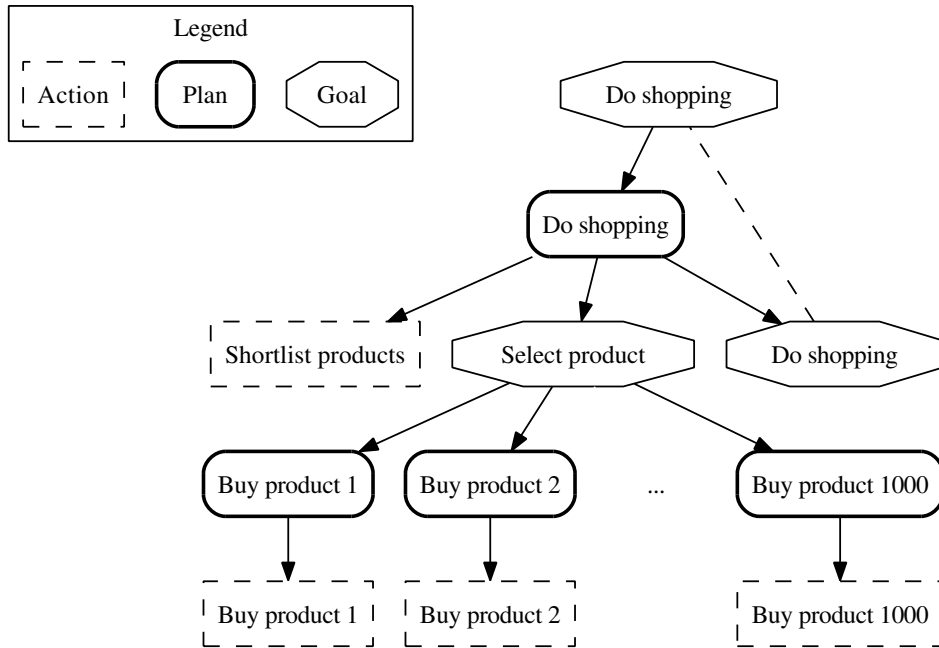 Legend
Action Plan Goal
Do shopping
Do shopping
Shortlist products Select product Do shopping
Buy product 1 Buy product 2 ... Buy product 1000
Buy product 1 Buy product 2 Buy product 1000